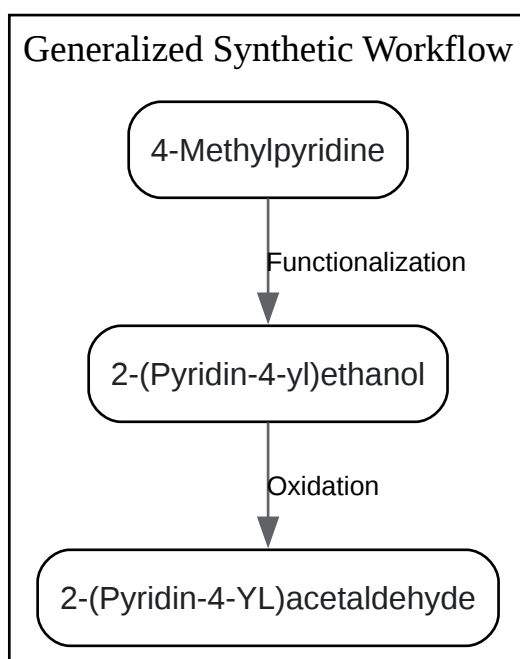 Generalized Synthetic Workflow
4-Methylpyridine
Functionalization
2-(Pyridin-4-yl)ethanol
Oxidation
2-(Pyridin-4-YL)acetaldehyde